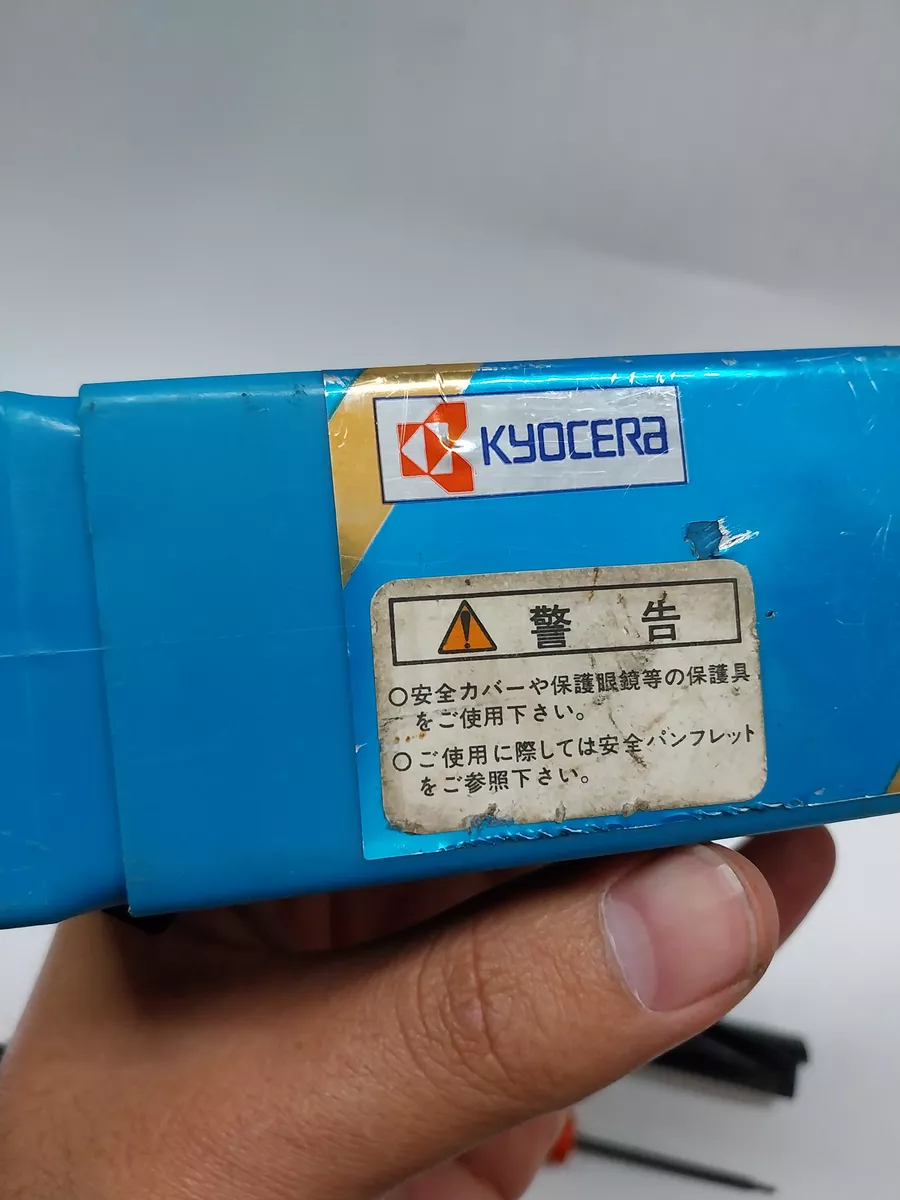 KYOCERA
警告
○安全カバーや保護眼鏡等の保護具
をご使用下さい。
○ご使用に際しては安全パンフレット
をご参照下さい。